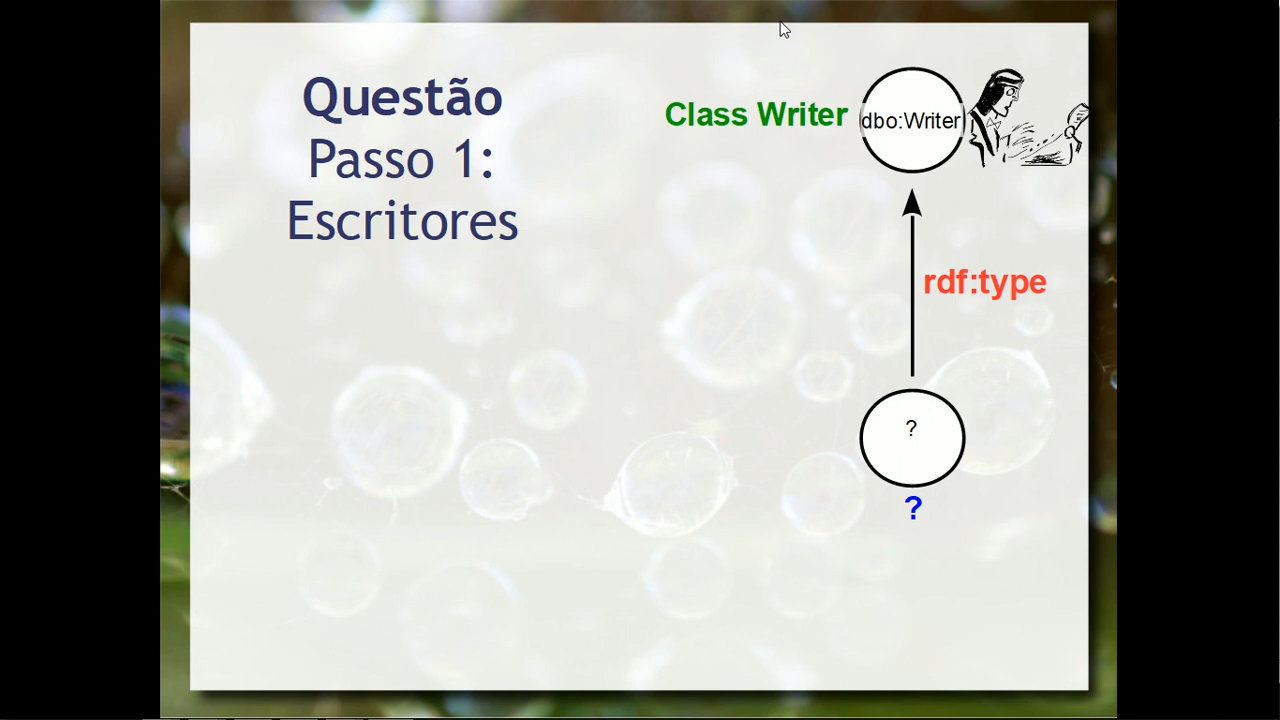 Questão
Passo 1:
Escritores
Class Writer
dbo:Writer
rdf:type
?
?